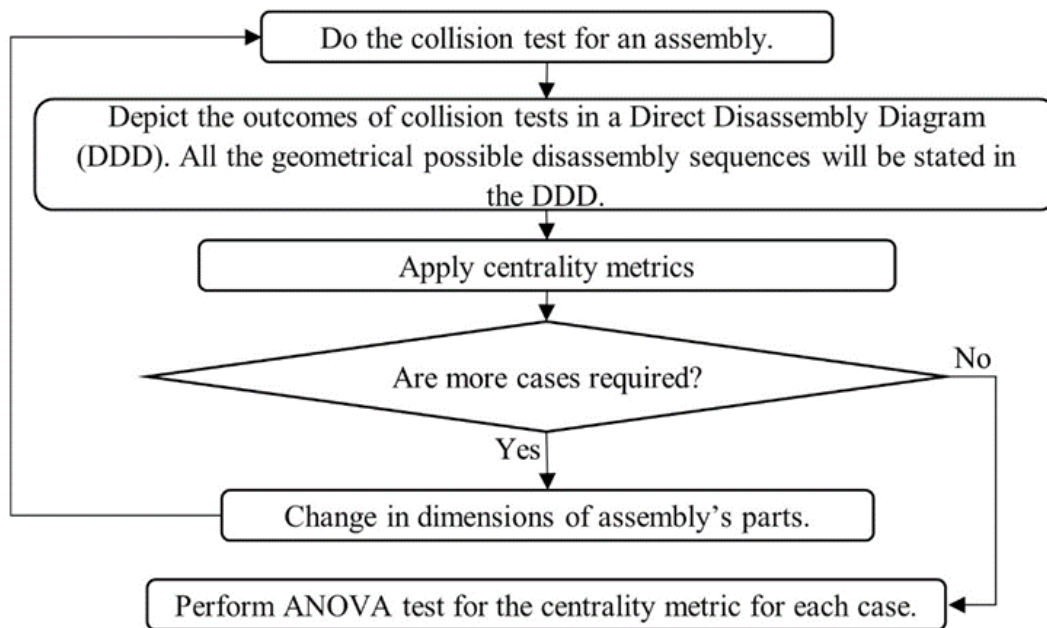 Do the collision test for an assembly.
Depict the outcomes of collision tests in a Direct Disassembly Diagram
(DDD). All the geometrical possible disassembly sequences will be stated in
the DDD.
Apply centrality metrics
Are more cases required?
No
Yes
Change in dimensions of assembly’s parts.
Perform ANOVA test for the centrality metric for each case.